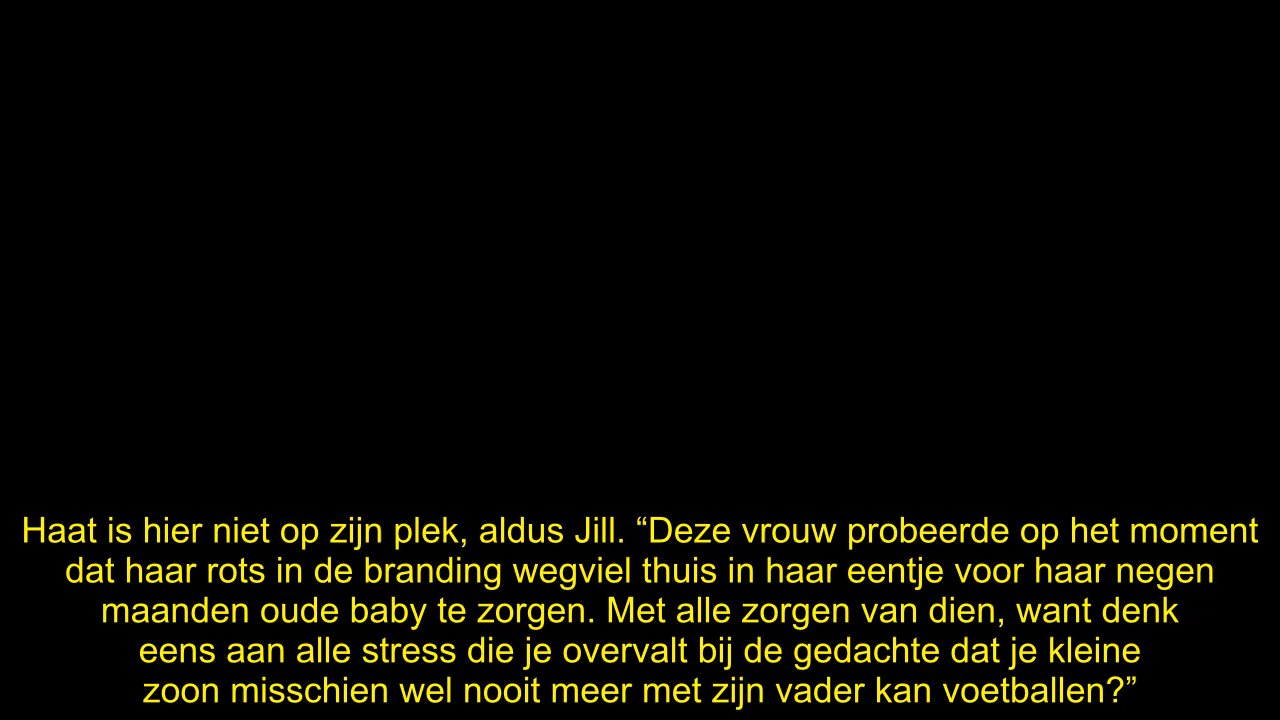 Haat is hier niet op zijn plek, aldus Jill. “Deze vrouw probeerde op het moment
dat haar rots in de branding wegviel thuis in haar eentje voor haar negen
maanden oude baby te zorgen. Met alle zorgen van dien, want denk
eens aan alle stress die je overvalt bij de gedachte dat je kleine
zoon misschien wel nooit meer met zijn vader kan voetballen?”